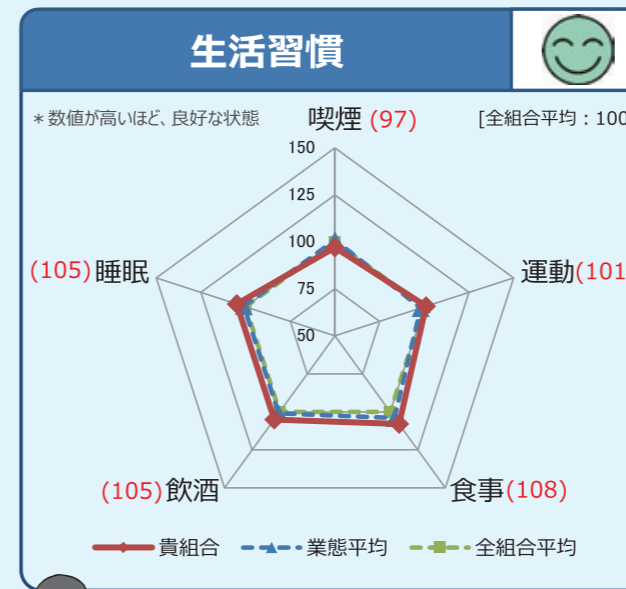 生活習慣
＊数値が高いほど、良好な状態
[全組合平均：100
喫煙 (97)
150
125
100
75
50
(105) 睡眠
運動(101
(105) 飲酒
食事(108)
貴組合
業態平均
全組合平均